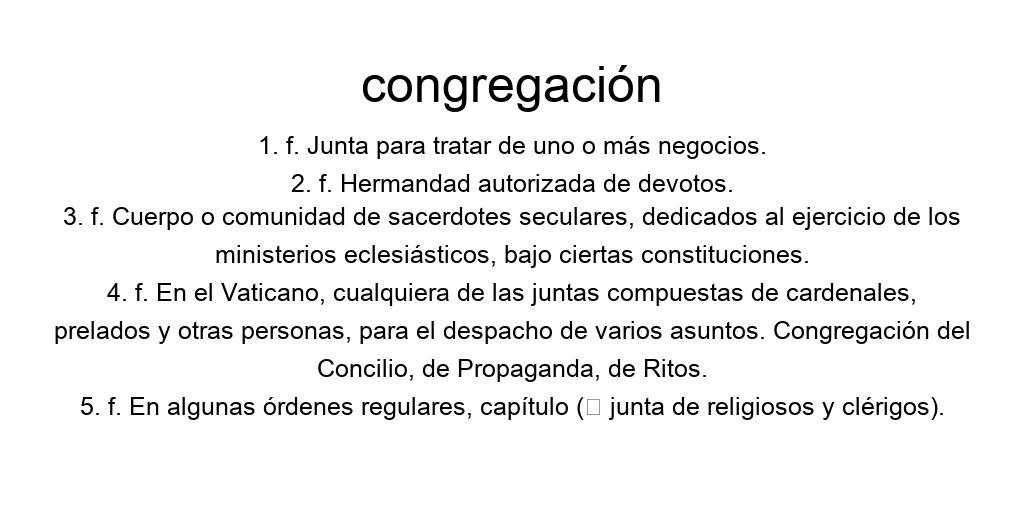 congregación
1. f. Junta para tratar de uno o más negocios.
2. f. Hermandad autorizada de devotos.
3. f. Cuerpo o comunidad de sacerdotes seculares, dedicados al ejercicio de los
ministerios eclesiásticos, bajo ciertas constituciones.
4. f. En el Vaticano, cualquiera de las juntas compuestas de cardenales,
prelados y otras personas, para el despacho de varios asuntos. Congregación del
Concilio, de Propaganda, de Ritos.
5. f. En algunas órdenes regulares, capítulo (▯ junta de religiosos y clérigos).